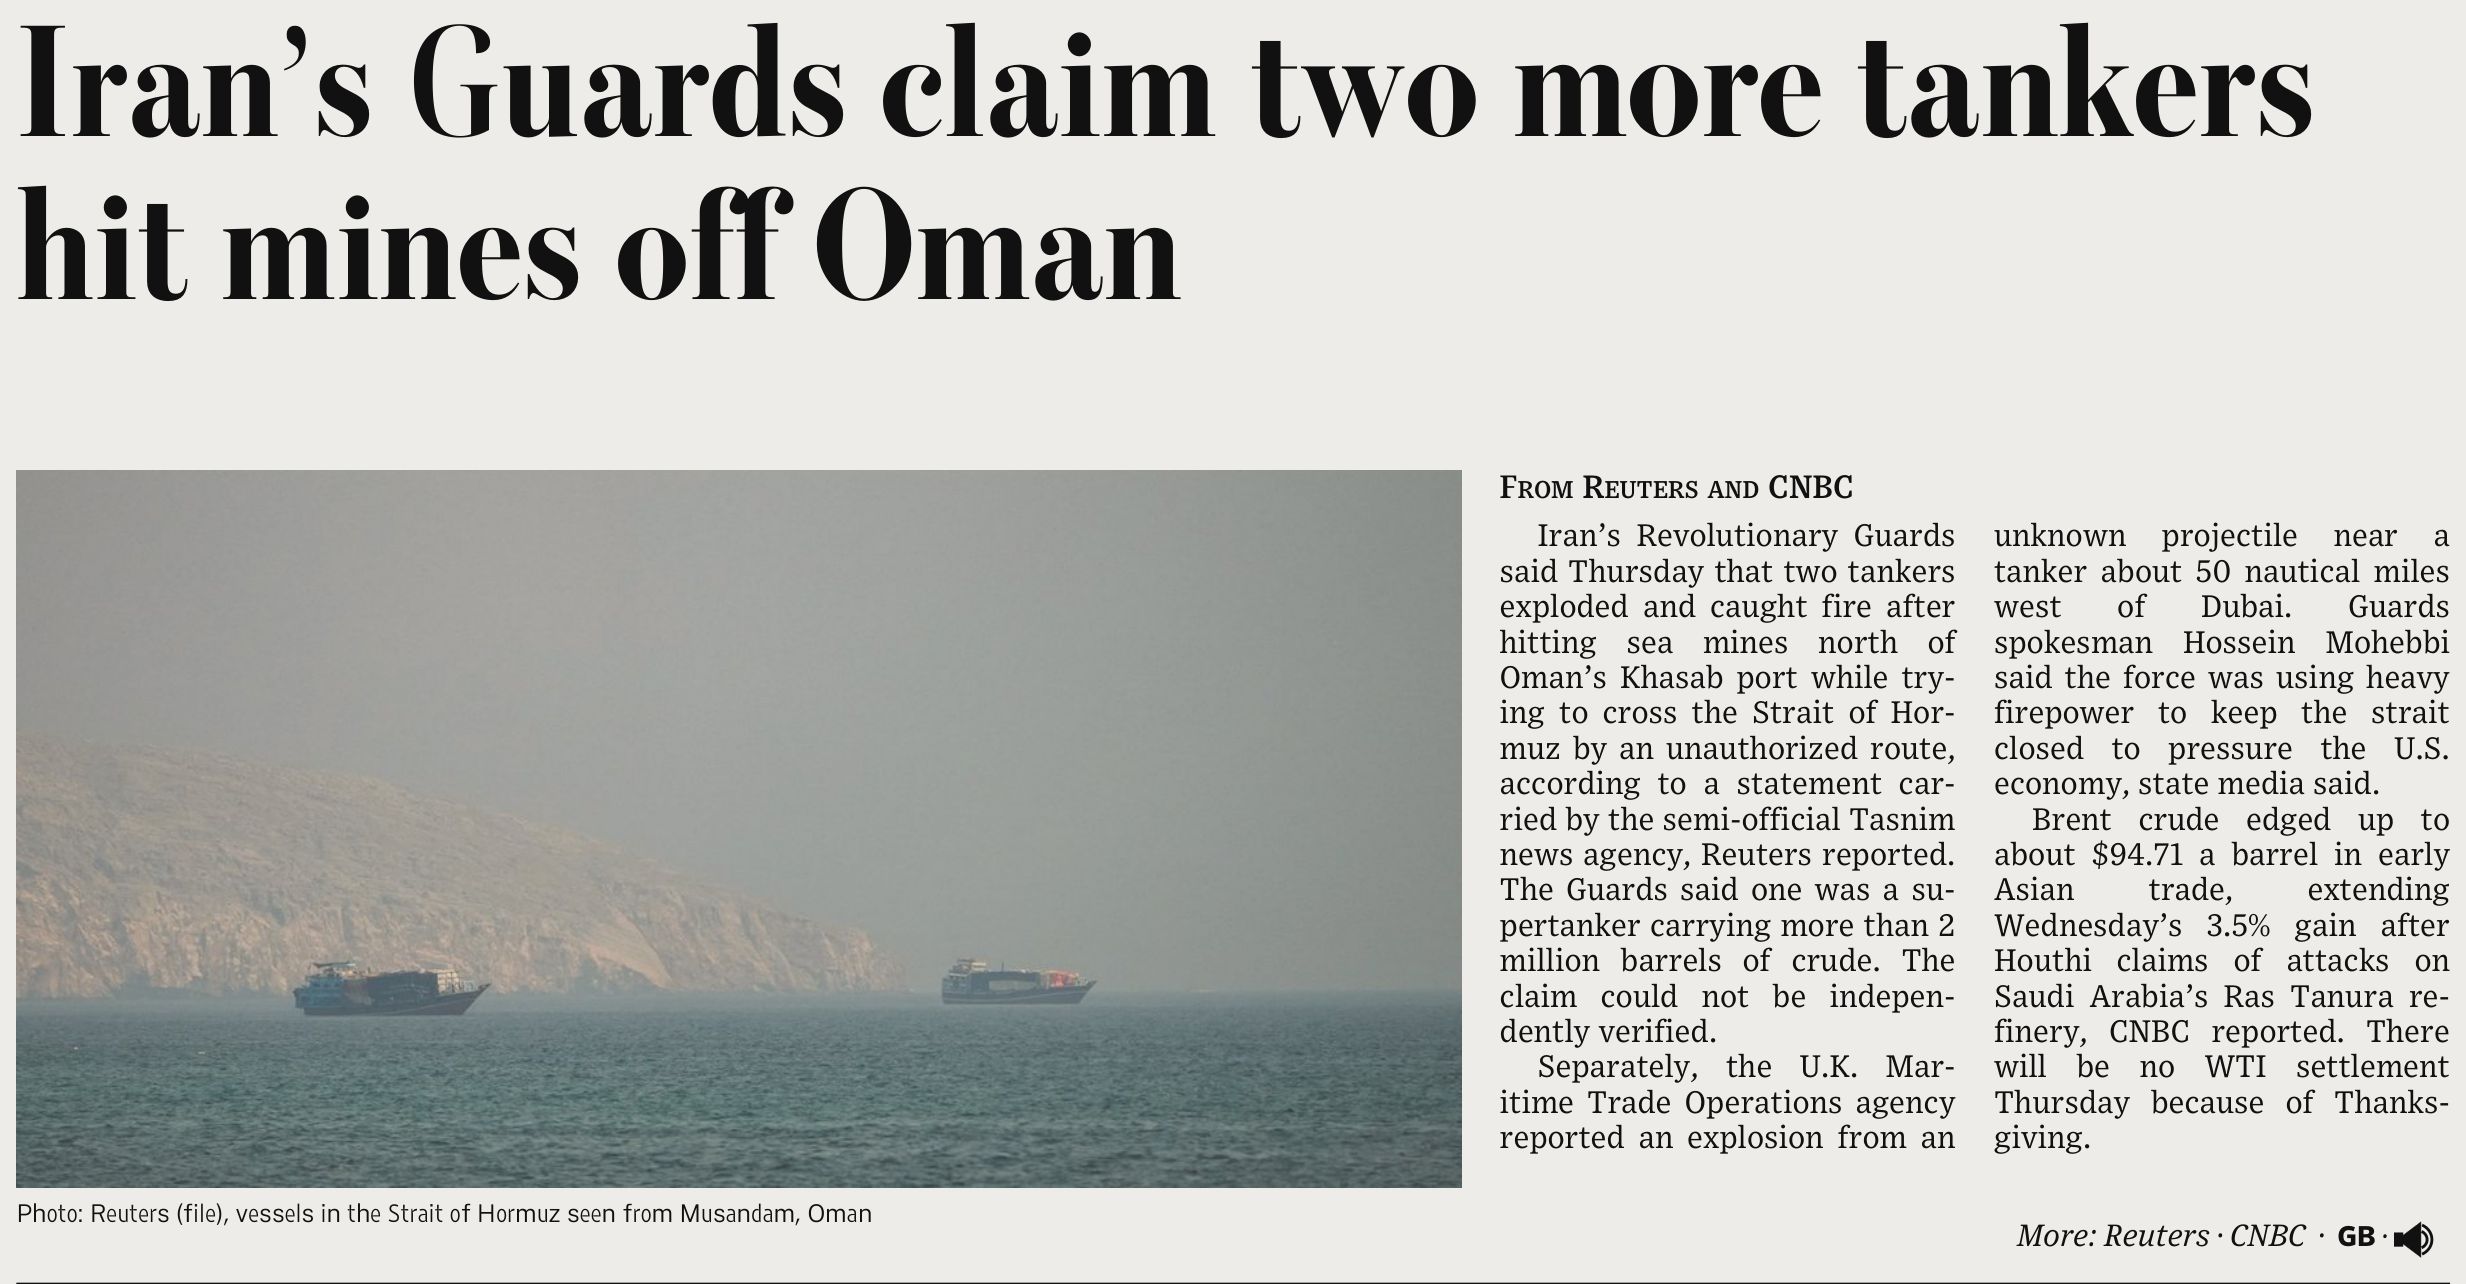 Iran’s Guards claim two more tankers
hit mines off Oman
FROM REUTERS AND CNBC
Iran’s Revolutionary Guards
said Thursday that two tankers
exploded and caught fire after
hitting sea mines north of
Oman’s Khasab port while try-
ing to cross the Strait of Hor-
muz by an unauthorized route,
according to a statement car-
ried by the semi-official Tasnim
news agency, Reuters reported.
The Guards said one was a su-
pertanker carrying more than 2
million barrels of crude. The
claim could not be indepen-
dently verified.
Separately, the U.K. Mar-
itime Trade Operations agency
reported an explosion from an
unknown projectile near a
tanker about 50 nautical miles
west of Dubai. Guards
spokesman Hossein Mohebbi
said the force was using heavy
firepower to keep the strait
closed to pressure the U.S.
economy, state media said.
Brent crude edged up to
about $94.71 a barrel in early
Asian trade, extending
Wednesday’s 3.5% gain after
Houthi claims of attacks on
Saudi Arabia’s Ras Tanura re-
finery, CNBC reported. There
will be no WTI settlement
Thursday because of Thanks-
giving.
Photo: Reuters (file), vessels in the Strait of Hormuz seen from Musandam, Oman
More: Reuters · CNBC · GB ·